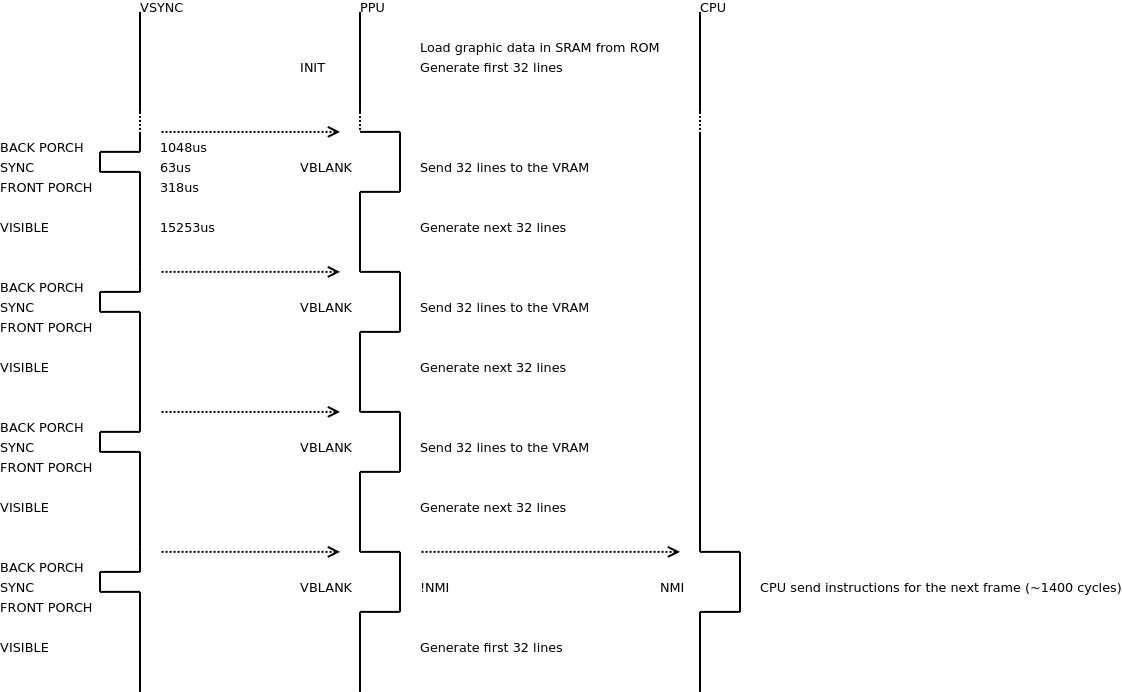 VSYNC PPU CPU
Load graphic data in SRAM from ROM
INIT Generate first 32 lines
BACK PORCH 1048us
SYNC 63us VBLANK Send 32 lines to the VRAM
FRONT PORCH 318us
VISIBLE 15253us Generate next 32 lines
BACK PORCH
SYNC VBLANK Send 32 lines to the VRAM
FRONT PORCH
VISIBLE Generate next 32 lines
BACK PORCH
SYNC VBLANK Send 32 lines to the VRAM
FRONT PORCH
VISIBLE Generate next 32 lines
BACK PORCH
SYNC VBLANK !NMI NMI CPU send instructions for the next frame (~1400 cycles)
FRONT PORCH
VISIBLE Generate first 32 lines